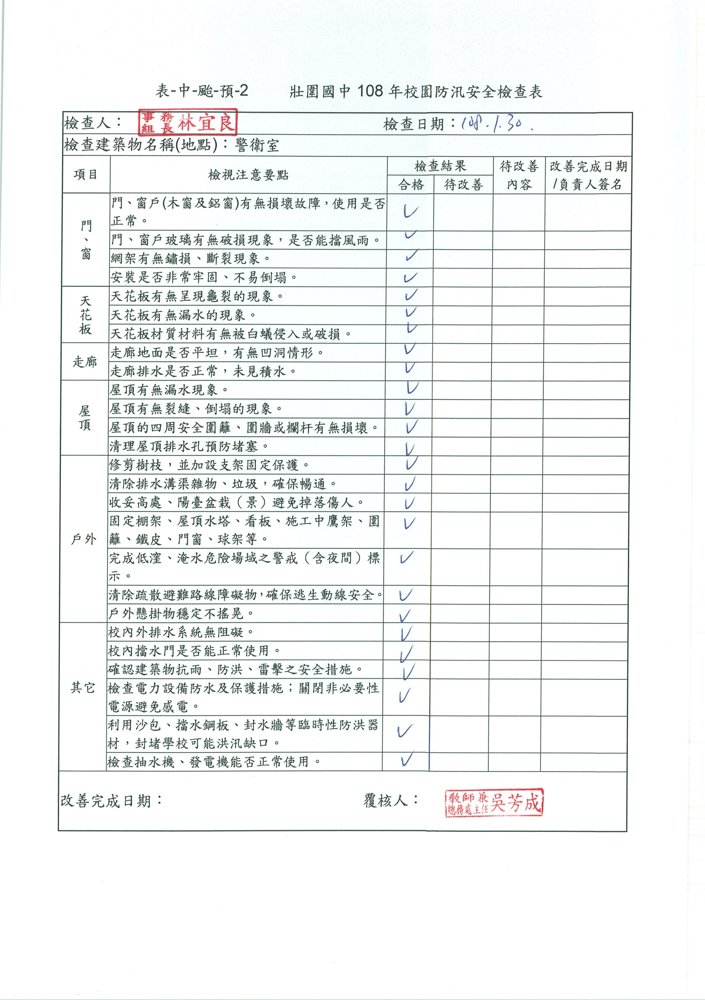 表-中-颱-預-2 壯圍國中 108 年校園防汛安全檢查表
檢查人： 事務組長 林宜良 檢查日期：108.1.30.
檢查建築物名稱(地點)：警衛室
項目 檢視注意要點 檢查結果 待改善內容 改善完成日期/負責人簽名
合格 待改善
門、窗
門、窗戶(木窗及鋁窗)有無損壞故障，使用是否
正常。 ✓
門、窗戶玻璃有無破損現象，是否能擋風雨。 ✓
網架有無鏽損、斷裂現象。 ✓
安裝是否非常牢固、不易倒塌。 ✓
天花板
天花板有無呈現龜裂的現象。 ✓
天花板有無漏水的現象。 ✓
天花板材質材料有無被白蟻侵入或破損。 ✓
走廊
走廊地面是否平坦，有無凹洞情形。 ✓
走廊排水是否正常，未見積水。 ✓
屋頂
屋頂有無漏水現象。 ✓
屋頂有無裂縫、倒塌的現象。 ✓
屋頂的四周安全圍籬、圍牆或欄杆有無損壞。 ✓
清理屋頂排水孔預防堵塞。 ✓
戶外
修剪樹枝，並加設支架固定保護。 ✓
清除排水溝渠雜物、垃圾，確保暢通。 ✓
收妥高處、陽臺盆栽（景）避免掉落傷人。 ✓
固定棚架、屋頂水塔、看板、施工中鷹架、圍
籬、鐵皮、門窗、球架等。 ✓
完成低漥、淹水危險場域之警戒（含夜間）標
示。 ✓
清除疏散避難路線障礙物，確保逃生動線安全。 ✓
戶外懸掛物穩定不搖晃。 ✓
其它
校內外排水系統無阻礙。 ✓
校內擋水門是否能正常使用。 ✓
確認建築物抗雨、防洪、雷擊之安全措施。 ✓
檢查電力設備防水及保護措施；關閉非必要性
電源避免感電。 ✓
利用沙包、擋水鋼板、封水牆等臨時性防洪器
材，封堵學校可能洪汛缺口。 ✓
檢查抽水機、發電機能否正常使用。 ✓
改善完成日期： 覆核人： 教師兼總務處主任 吳芳成